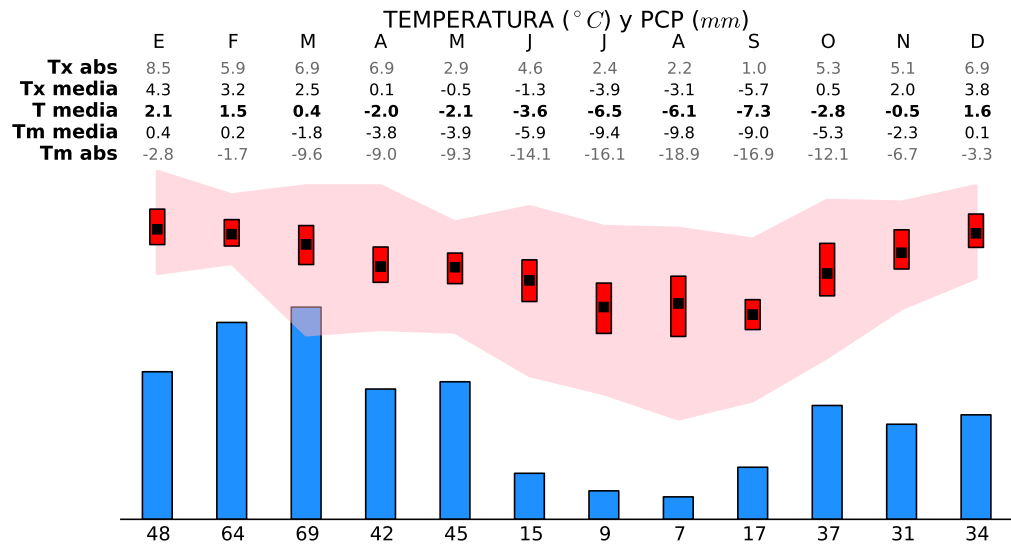 TEMPERATURA (°C) y PCP (mm)
E F M A M J J A S O N D
Tx abs 8.5 5.9 6.9 6.9 2.9 4.6 2.4 2.2 1.0 5.3 5.1 6.9
Tx media 4.3 3.2 2.5 0.1 -0.5 -1.3 -3.9 -3.1 -5.7 0.5 2.0 3.8
T media 2.1 1.5 0.4 -2.0 -2.1 -3.6 -6.5 -6.1 -7.3 -2.8 -0.5 1.6
Tm media 0.4 0.2 -1.8 -3.8 -3.9 -5.9 -9.4 -9.8 -9.0 -5.3 -2.3 0.1
Tm abs -2.8 -1.7 -9.6 -9.0 -9.3 -14.1 -16.1 -18.9 -16.9 -12.1 -6.7 -3.3
48 64 69 42 45 15 9 7 17 37 31 34